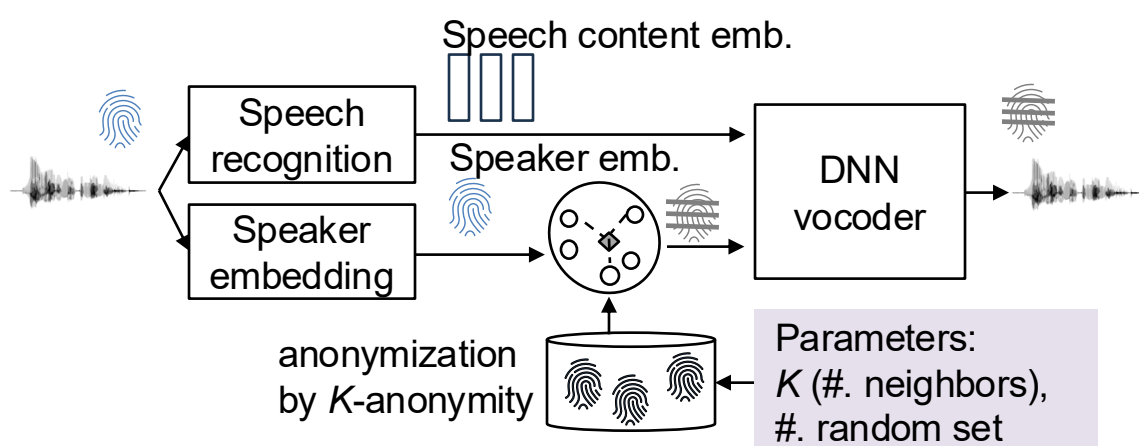 Speech content emb.
Speech
recognition
Speaker emb.
Speaker
embedding
DNN
vocoder
anonymization
by K-anonymity
Parameters:
K (#. neighbors),
#. random set